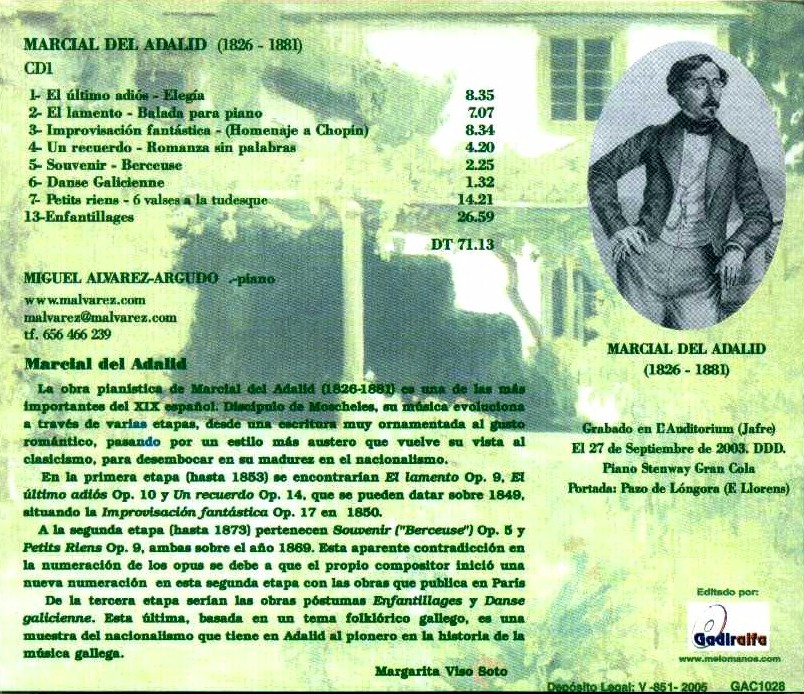 MARCIAL DEL ADALID (1826 - 1881)
CD1
1- El último adiós - Elegía 8.35
2- El lamento - Balada para piano 7.07
3- Improvisación fantástica - (Homenaje a Chopin) 8.34
4- Un recuerdo - Romanza sin palabras 4.20
5- Souvenir - Berceuse 2.25
6- Danse Galicienne 1.32
7- Petits riens - 6 valses a la tudesque 14.21
13-Enfantillages 26.59
DT 71.13
MIGUEL ALVAREZ-ARGUDO .-piano
www.malvarez.com
malvarez@malvarez.com
tf. 656 466 239
Marcial del Adalid
La obra pianística de Marcial del Adalid (1826-1881) es una de las más
importantes del XIX español. Discípulo de Moscheles, su música evoluciona
a través de varias etapas, desde una escritura muy ornamentada al gusto
romántico, pasando por un estilo más austero que vuelve su vista al
clasicismo, para desembocar en su madurez en el nacionalismo.
En la primera etapa (hasta 1853) se encontrarían El lamento Op. 9, El
último adiós Op. 10 y Un recuerdo Op. 14, que se pueden datar sobre 1849,
situando la Improvisación fantástica Op. 17 en 1850.
A la segunda etapa (hasta 1873) pertenecen Souvenir ("Berceuse") Op. 5 y
Petits Riens Op. 9, ambas sobre el año 1869. Esta aparente contradicción en
la numeración de los opus se debe a que el propio compositor inició una
nueva numeración en esta segunda etapa con las obras que publica en París
De la tercera etapa serían las obras póstumas Enfantillages y Danse
galicienne. Esta última, basada en un tema folklórico gallego, es una
muestra del nacionalismo que tiene en Adalid al pionero en la historia de la
música gallega.
Margarita Viso Soto
MARCIAL DEL ADALID
(1826 - 1881)
Grabado en L'Auditorium (Jafre)
El 27 de Septiembre de 2003. DDD.
Piano Stenway Gran Cola
Portada: Pazo de Lóngora (E Llorens)
Editado por:
Gadiralfa
www.melomanos.com
Depósito Legal: V -851- 2005 GAC1028